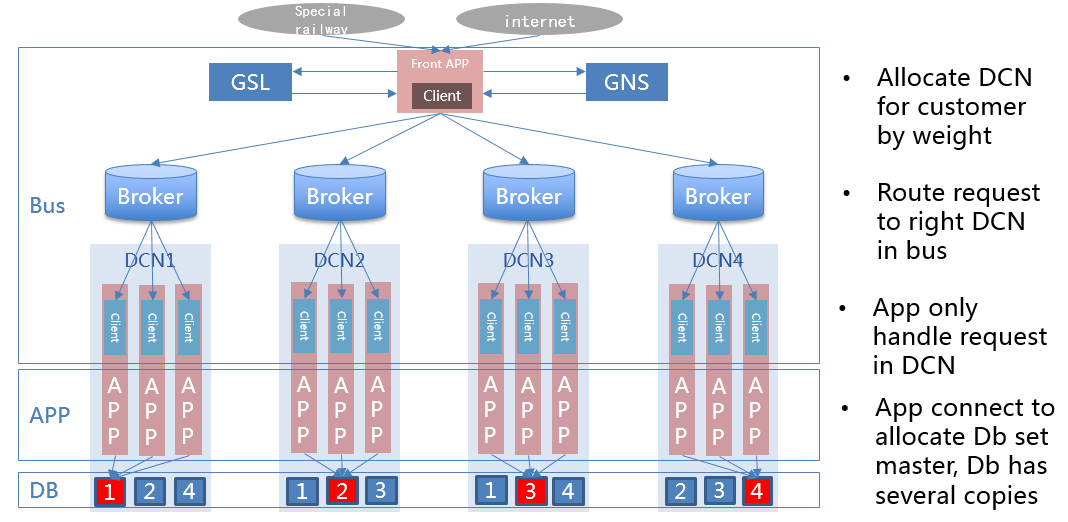 Special
railway
internet
Front APP
GSL
Client
GNS
Bus
Broker
Broker
Broker
Broker
DCN1
DCN2
DCN3
DCN4
Client
Client
Client
Client
Client
Client
Client
Client
Client
Client
Client
Client
APP
APP
APP
APP
APP
APP
APP
APP
APP
APP
APP
APP
APP
DB
1
2
4
1
2
3
1
3
4
2
3
4
• Allocate DCN
for customer
by weight
• Route request
to right DCN
in bus
• App only
handle request
in DCN
• App connect to
allocate Db set
master, Db has
several copies